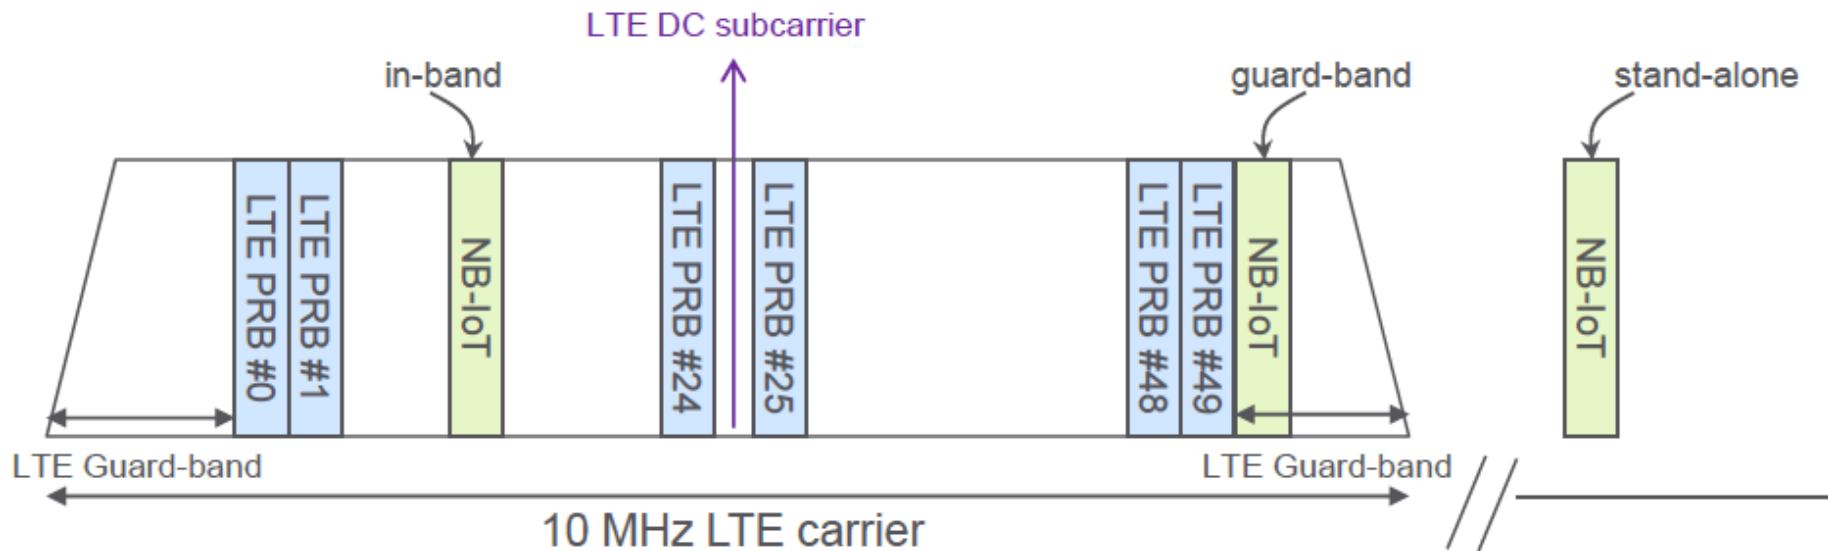 LTE DC subcarrier
in-band
guard-band
stand-alone
LTE PRB #0
LTE PRB #1
NB-IoT
LTE PRB #24
LTE PRB #25
LTE PRB #48
LTE PRB #49
NB-IoT
NB-IoT
LTE Guard-band
LTE Guard-band
10 MHz LTE carrier